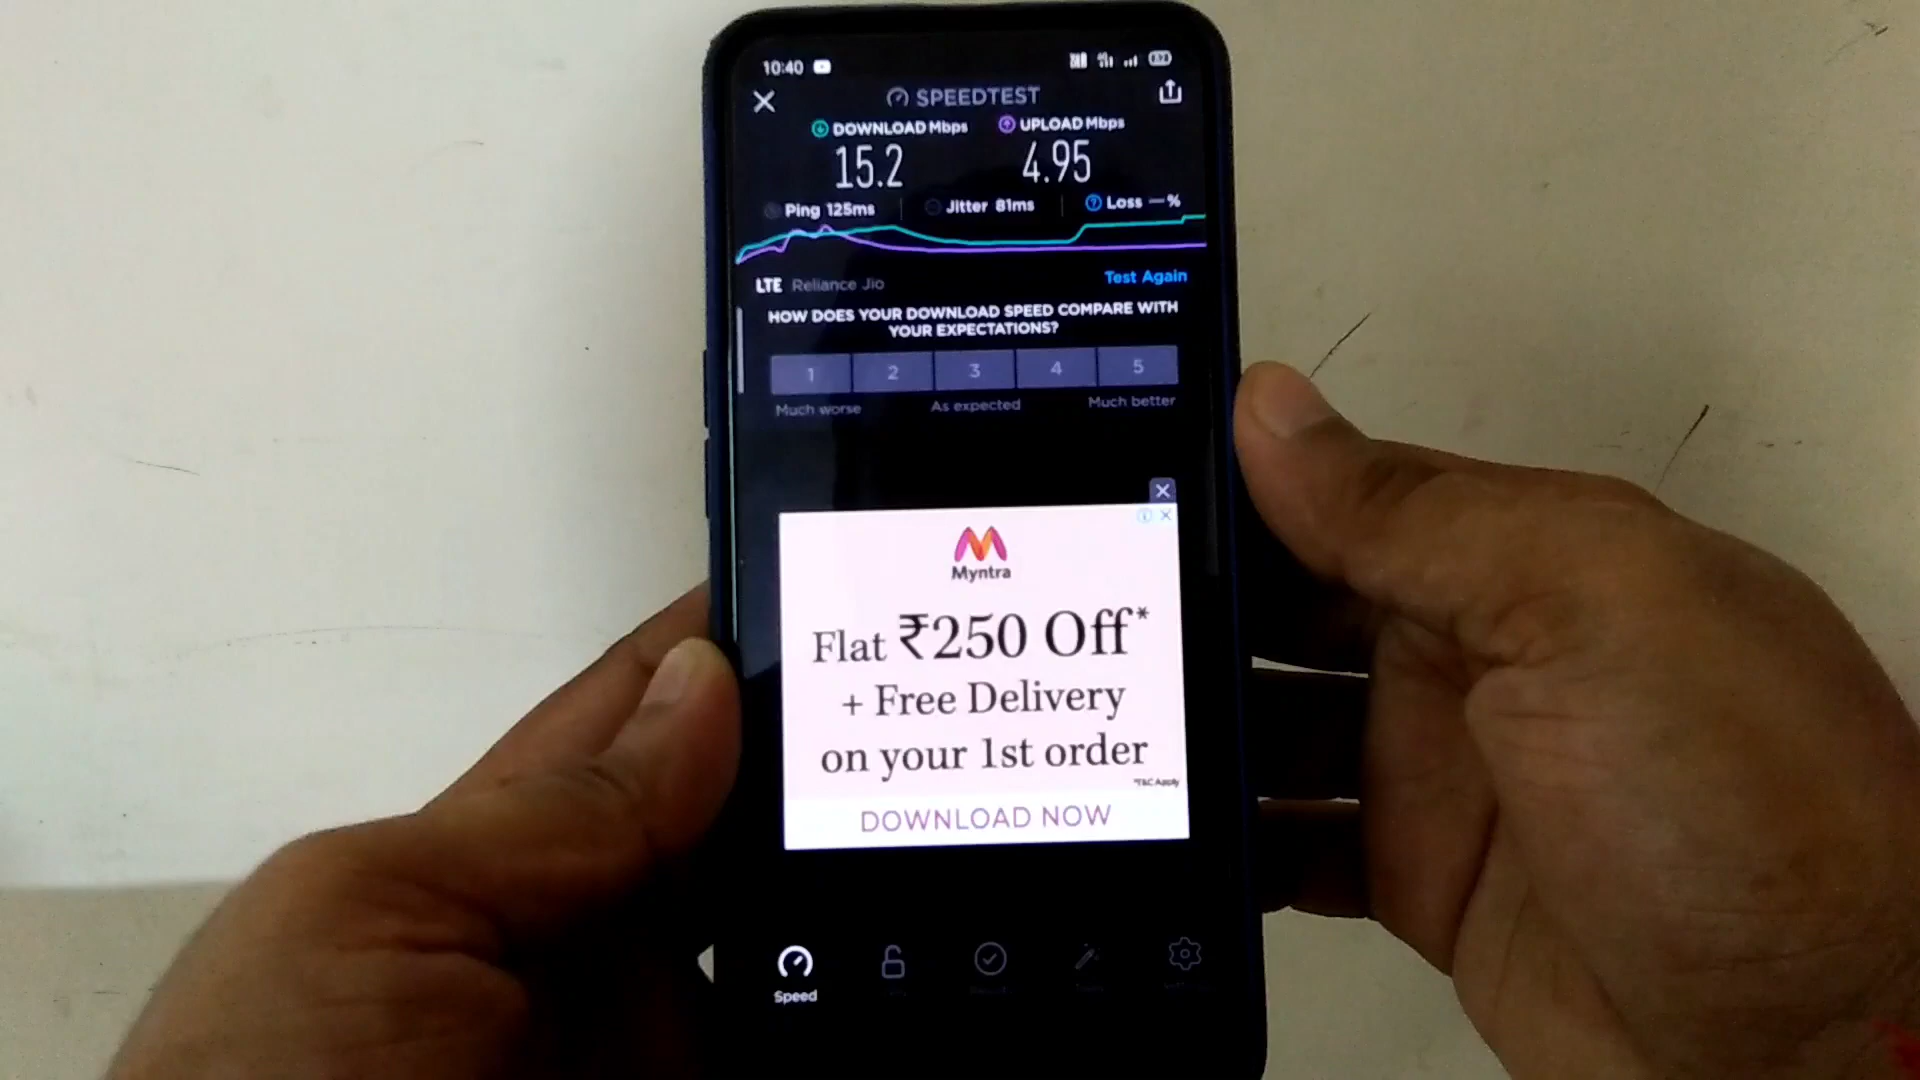 10:40
SPEEDTEST
DOWNLOAD Mbps
UPLOAD Mbps
15.2
4.95
Ping 125ms
Jitter 81ms
Loss —%
LTE Reliance Jio
Test Again
HOW DOES YOUR DOWNLOAD SPEED COMPARE WITH
YOUR EXPECTATIONS?
1 2 3 4 5
Much worse
As expected
Much better
Myntra
Flat ₹250 Off*
+ Free Delivery
on your 1st order
*T&C Apply
DOWNLOAD NOW
Speed